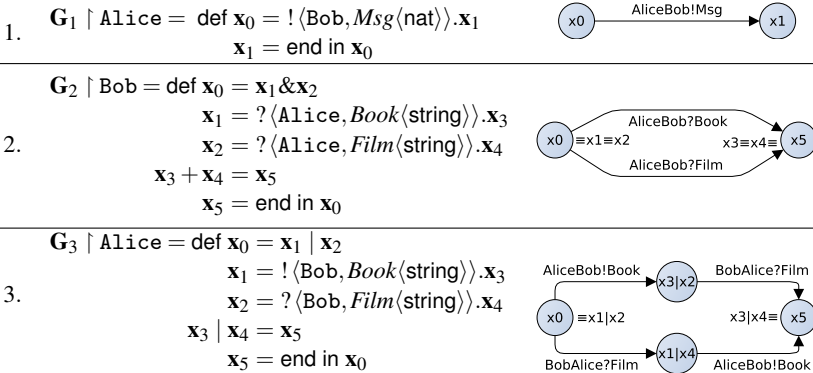 1. G₁ ↾ Alice = def x₀ = !⟨Bob, Msg⟨nat⟩⟩.x₁
x₁ = end in x₀
x0 AliceBob!Msg x1
2. G₂ ↾ Bob = def x₀ = x₁&x₂
x₁ = ?⟨Alice, Book⟨string⟩⟩.x₃
x₂ = ?⟨Alice, Film⟨string⟩⟩.x₄
x₃ + x₄ = x₅
x₅ = end in x₀
AliceBob?Book
x0 ≡x1≡x2 x3≡x4≡ x5
AliceBob?Film
3. G₃ ↾ Alice = def x₀ = x₁ | x₂
x₁ = !⟨Bob, Book⟨string⟩⟩.x₃
x₂ = ?⟨Bob, Film⟨string⟩⟩.x₄
x₃ | x₄ = x₅
x₅ = end in x₀
AliceBob!Book x3|x2 BobAlice?Film
x0 ≡x1|x2 x3|x4≡ x5
BobAlice?Film x1|x4 AliceBob!Book